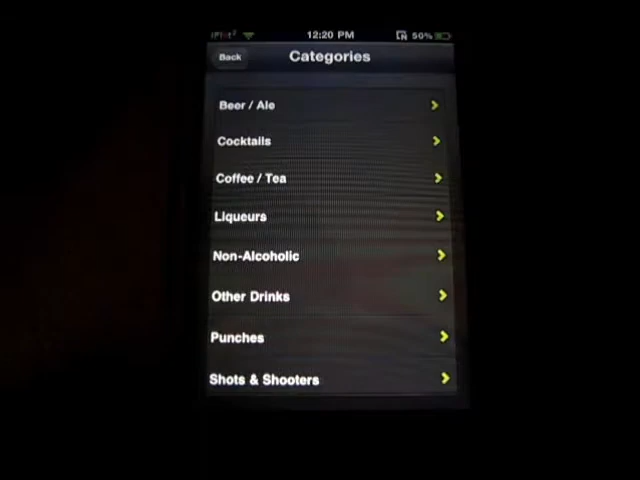 12:20 PM 50%
Back Categories
Beer / Ale
Cocktails
Coffee / Tea
Liqueurs
Non-Alcoholic
Other Drinks
Punches
Shots & Shooters